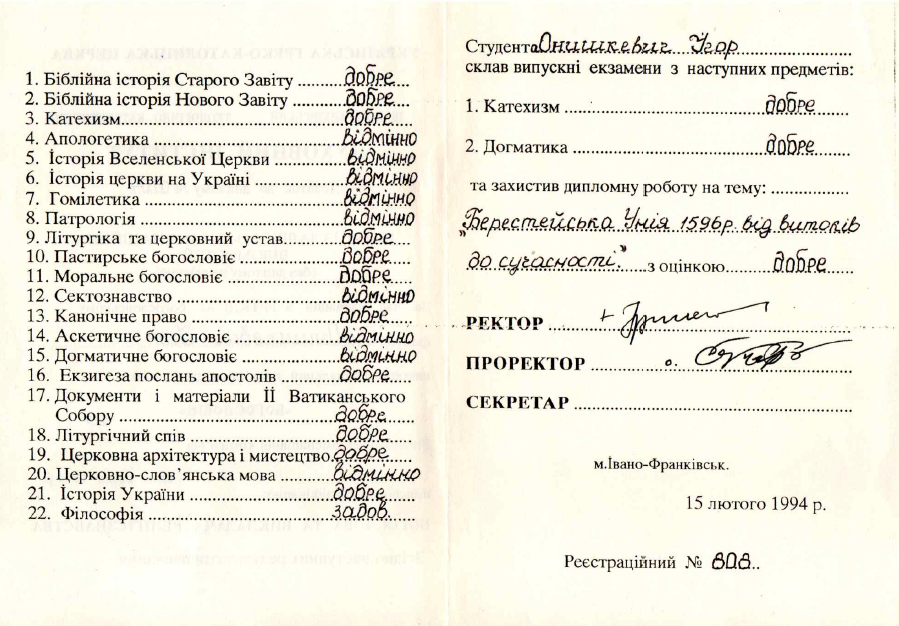 1. Біблійна історія Старого Завіту ..........добре...
2. Біблійна історія Нового Завіту ..........добре...
3. Катехизм..........добре....
4. Апологетика ..........відмінно
5. Історія Вселенської Церкви ..........відмінно
6. Історія церкви на Україні ..........відмінно
7. Гомілетика ..........відмінно
8. Патрологія ..........відмінно
9. Літургіка та церковний устав..........добре....
10. Пастирське богословіє ..........добре....
11. Моральне богословіє ..........добре....
12. Сектознавство ..........відмінно
13. Канонічне право ..........добре....
14. Аскетичне богословіє ..........відмінно
15. Догматичне богословіє ..........відмінно
16. Екзигеза послань апостолів ..........добре....
17. Документи і матеріали ІІ Ватиканського
Собору ..........добре....
18. Літургічний спів ..........добре....
19. Церковна архітектура і мистецтво.добре....
20. Церковно-слов’янська мова ..........відмінно
21. Історія України ..........добре....
22. Філософія ..........задов.....
Студента Онишкевич Ігор
склав випускні екзамени з наступних предметів:
1. Катехизм ..........добре....
2. Догматика ..........добре....
та захистив дипломну роботу на тему: ..........
„Берестейська Унія 1596р. від витоків
до сучасності.” з оцінкою..........добре....
РЕКТОР ....
ПРОРЕКТОР .......... о.
СЕКРЕТАР ..........
м.Івано-Франківськ.
15 лютого 1994 р.
Реєстраційний № 808..